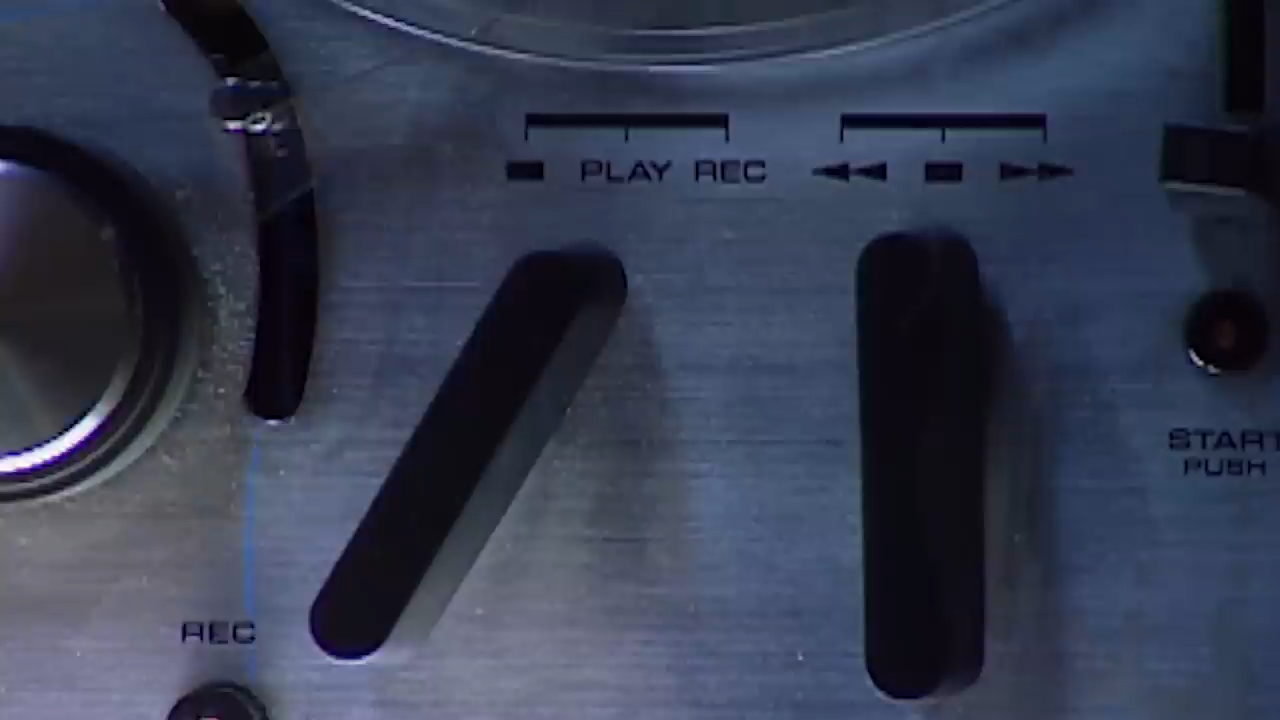 ■ PLAY REC ◀◀ ■ ▶▶
START
PUSH
REC